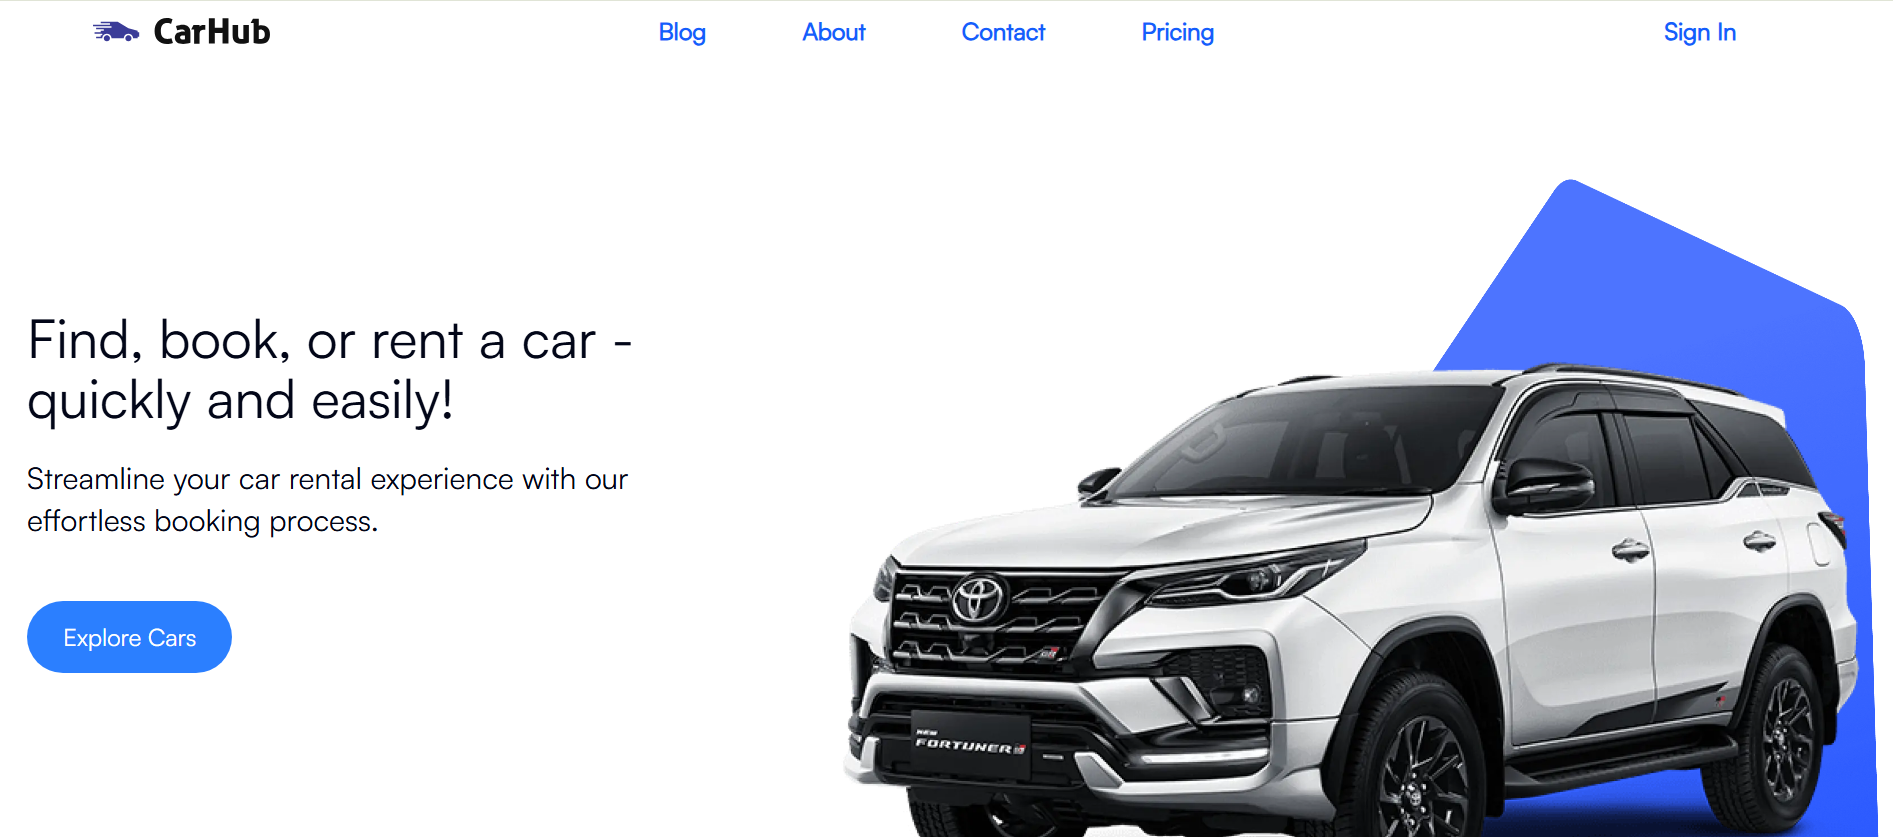 CarHub
Blog
About
Contact
Pricing
Sign In
Find, book, or rent a car -
quickly and easily!
Streamline your car rental experience with our
effortless booking process.
Explore Cars
NEW
FORTUNER GR